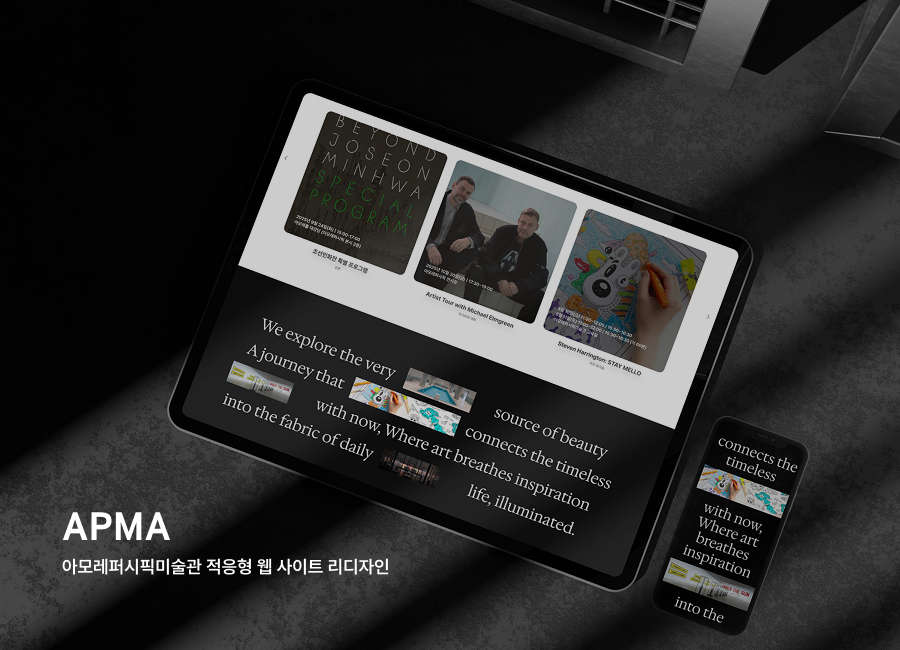 BEYOND
JOSEON
MINHWA
SPECIAL
PROGRAM
조선민화전 특별 프로그램
Artist Tour with Michael Elmgreen
Steven Harrington: STAY MELLO
We explore the very source of beauty
A journey that connects the timeless
with now, Where art breathes inspiration
into the fabric of daily life, illuminated.
connects the
timeless
with now,
Where art
breathes
inspiration
into the
APMA
아모레퍼시픽미술관 적응형 웹 사이트 리디자인